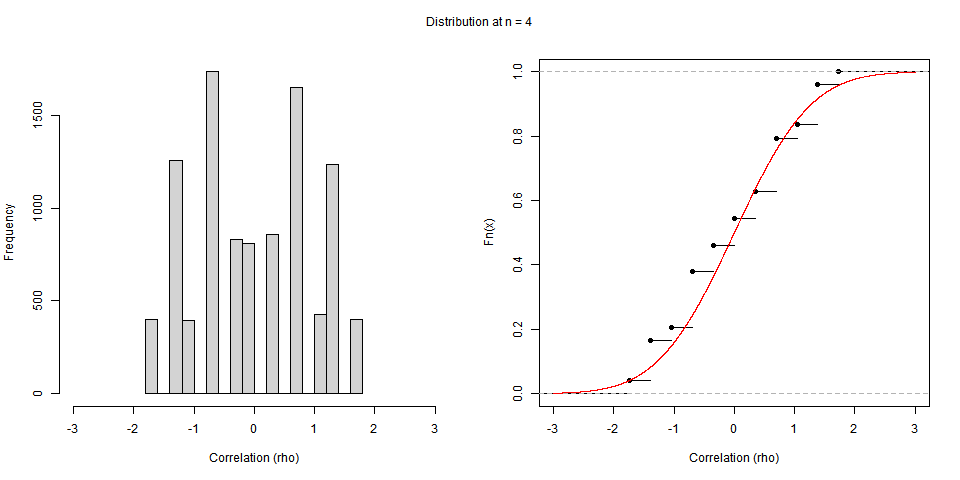 Distribution at n = 4
Frequency
1500
1000
500
0
-3 -2 -1 0 1 2 3
Correlation (rho)
Fn(x)
1.0
0.8
0.6
0.4
0.2
0.0
-3 -2 -1 0 1 2 3
Correlation (rho)